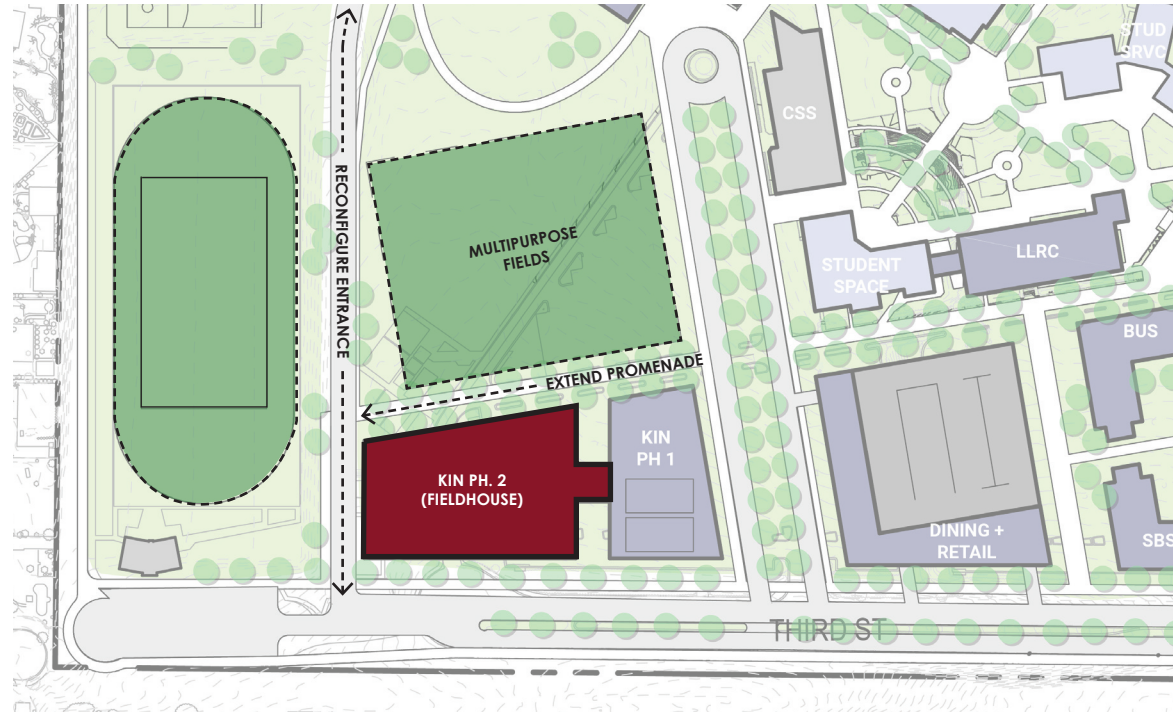 STUD
SRVC
CSS
RECONFIGURE ENTRANCE
MULTIPURPOSE
FIELDS
STUDENT
SPACE
LLRC
BUS
EXTEND PROMENADE
KIN
PH 1
KIN PH. 2
(FIELDHOUSE)
DINING +
RETAIL
SBS
THIRD ST